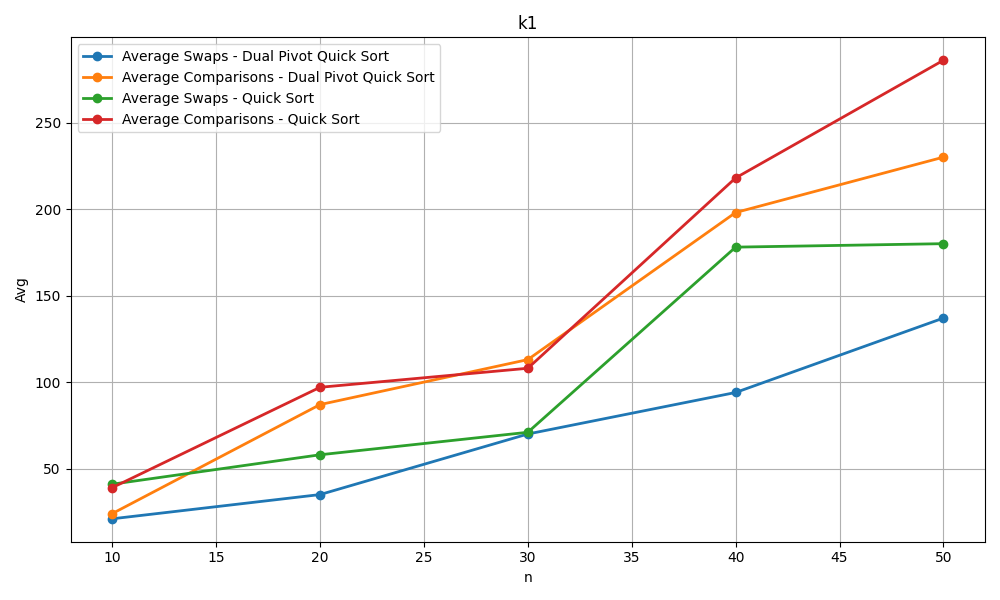 k1
Average Swaps - Dual Pivot Quick Sort
Average Comparisons - Dual Pivot Quick Sort
Average Swaps - Quick Sort
Average Comparisons - Quick Sort
250
200
150
100
50
Avg
10 15 20 25 30 35 40 45 50
n